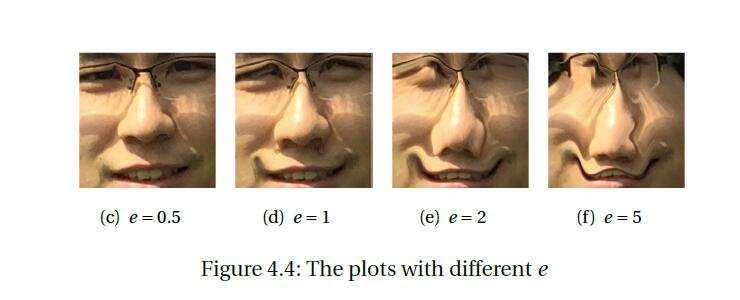 (c) e = 0.5 (d) e = 1 (e) e = 2 (f) e = 5
Figure 4.4: The plots with different e